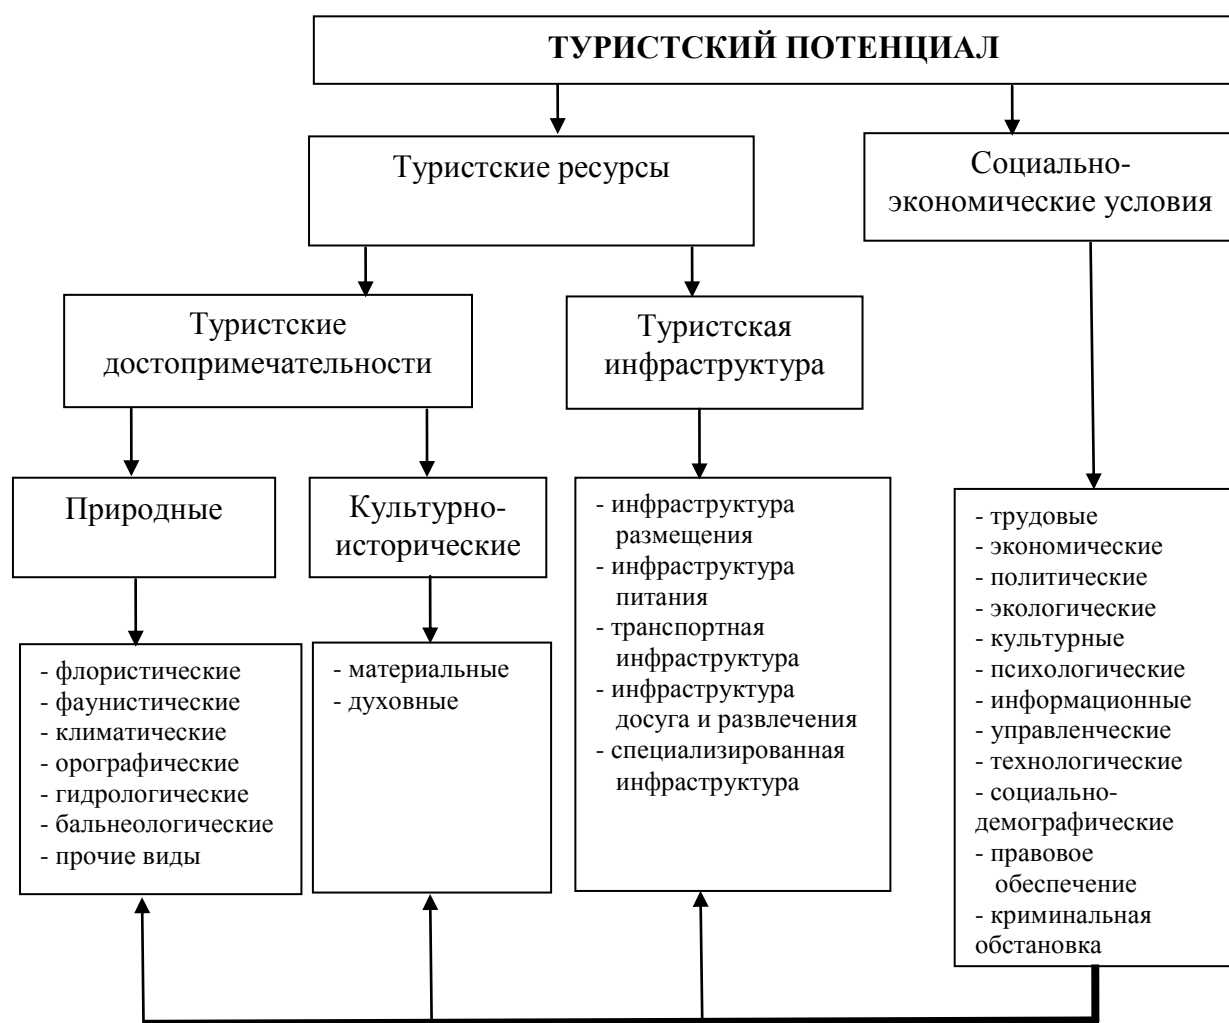 ТУРИСТСКИЙ ПОТЕНЦИАЛ
Туристские ресурсы
Социально-
экономические условия
Туристские
достопримечательности
Туристская
инфраструктура
Природные
Культурно-
исторические
- инфраструктура
размещения
- инфраструктура
питания
- транспортная
инфраструктура
- инфраструктура
досуга и развлечения
- специализированная
инфраструктура
- трудовые
- экономические
- политические
- экологические
- культурные
- психологические
- информационные
- управленческие
- технологические
- социально-
демографические
- правовое
обеспечение
- криминальная
обстановка
- флористические
- фаунистические
- климатические
- орографические
- гидрологические
- бальнеологические
- прочие виды
- материальные
- духовные